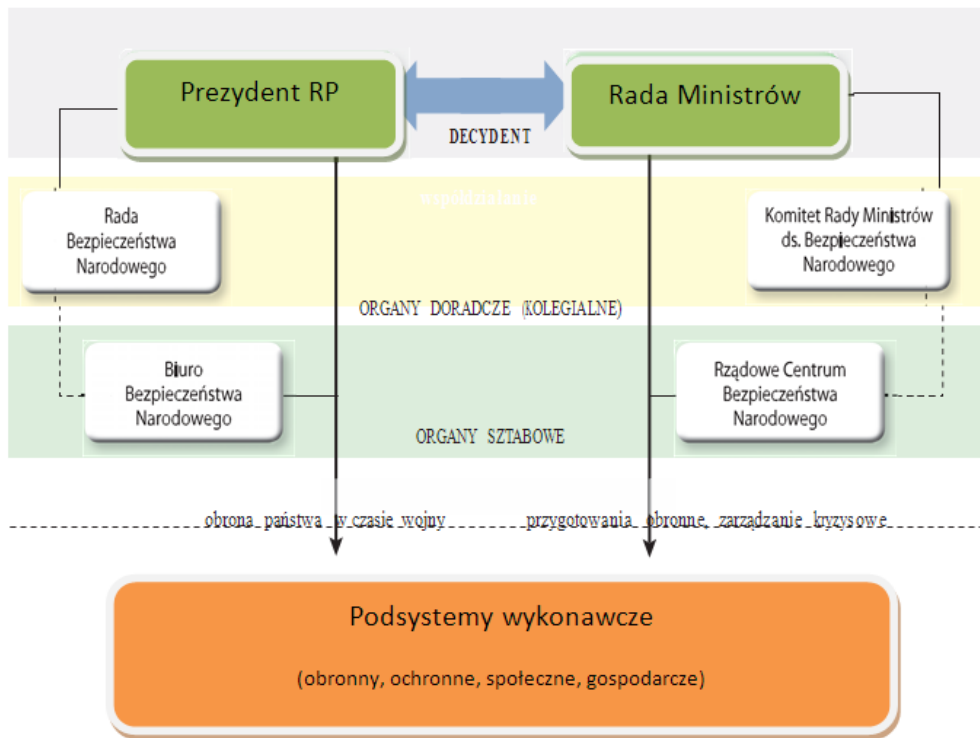 Prezydent RP
Rada Ministrów
DECYDENT
współdziałanie
Rada
Bezpieczeństwa
Narodowego
Komitet Rady Ministrów
ds. Bezpieczeństwa
Narodowego
ORGANY DORADCZE (KOLEGIALNE)
Biuro
Bezpieczeństwa
Narodowego
Rządowe Centrum
Bezpieczeństwa
Narodowego
ORGANY SZTABOWE
obrona państwa w czasie wojny
przygotowania obronne, zarządzanie kryzysowe
Podsystemy wykonawcze
(obronny, ochronne, społeczne, gospodarcze)